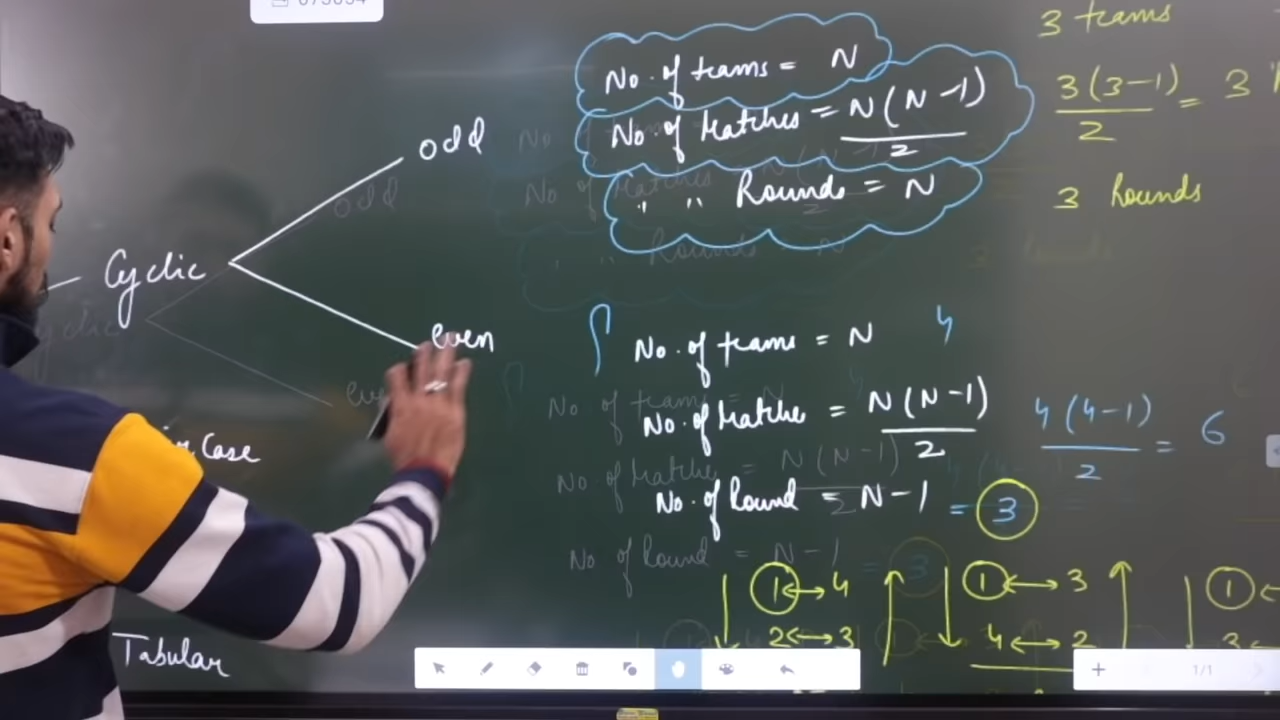 odd
Cyclic
even
Case
Tabular
No. of teams = N
No. of Matches = N(N-1)/2
" " Rounds = N
3 teams
3(3-1)/2 = 3
3 Rounds
No. of teams = N 4
No. of Matche = N(N-1)/2 4(4-1)/2 = 6
No. of Round = N-1 = 3
1↔4 1↔3 1
2↔3 4↔2 3
1/1